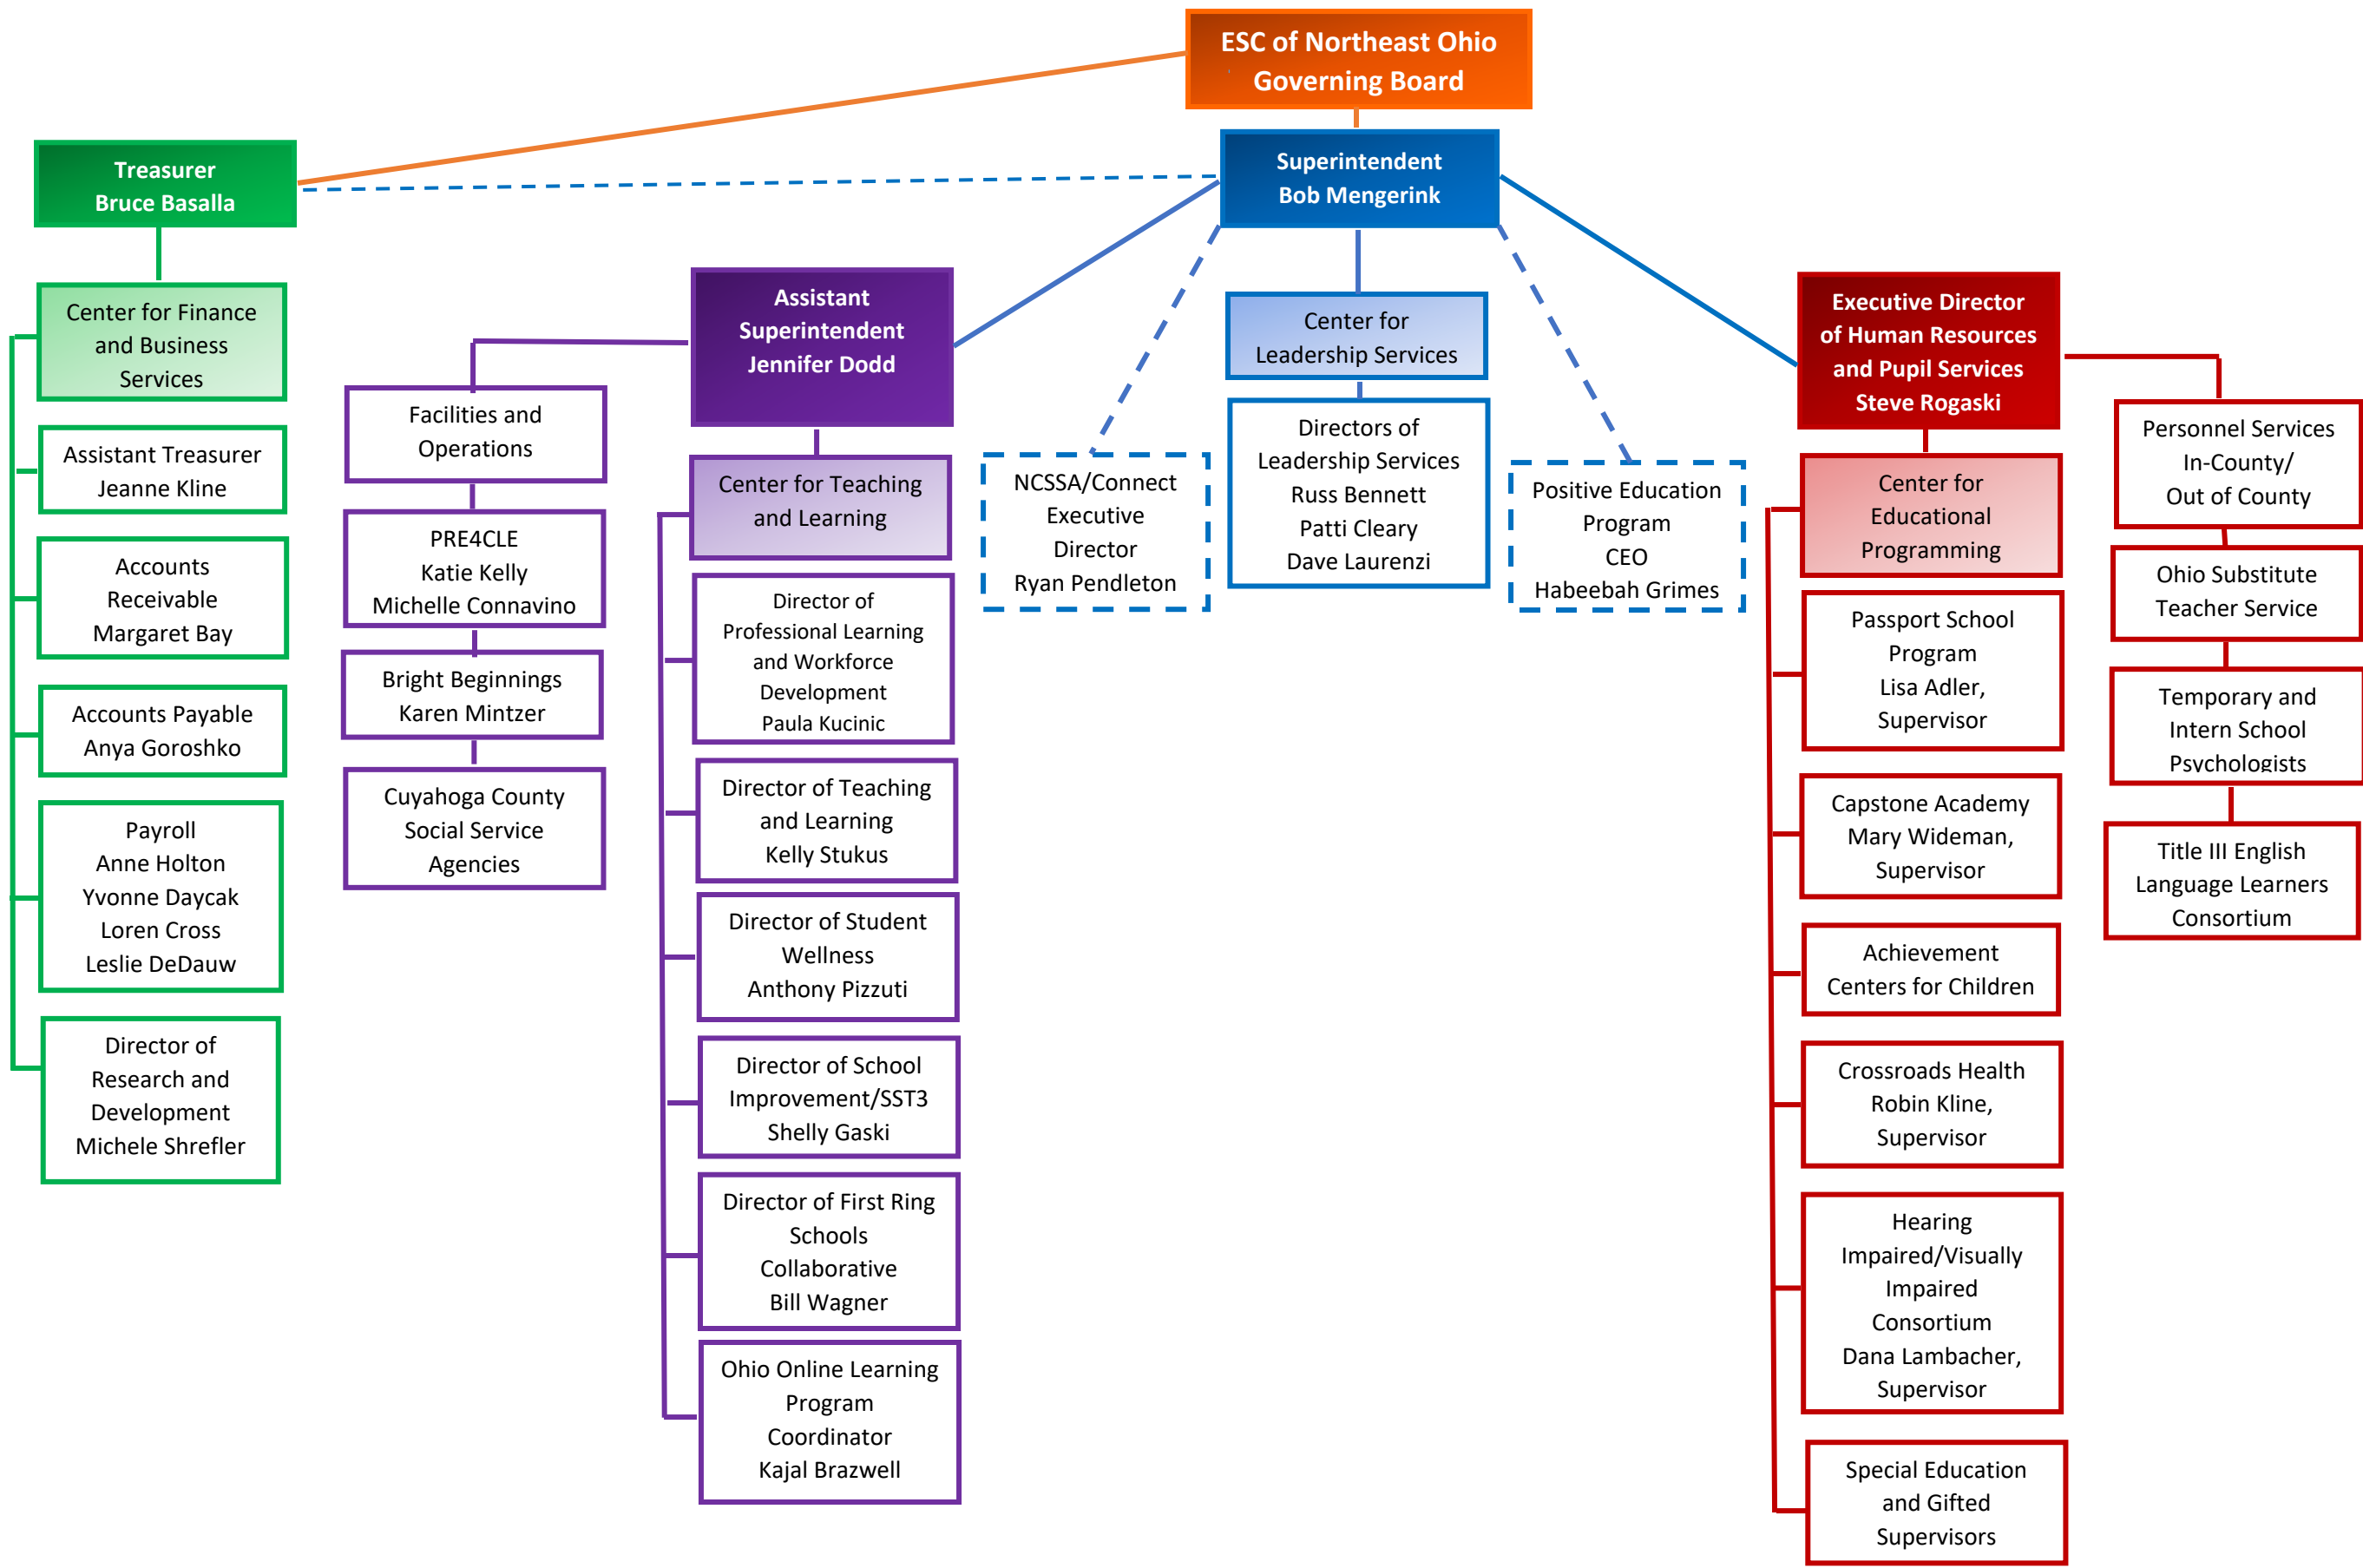 ESC of Northeast Ohio
Governing Board
Treasurer
Bruce Basalla
Superintendent
Bob Mengerink
Center for Finance
and Business
Services
Assistant Treasurer
Jeanne Kline
Accounts
Receivable
Margaret Bay
Accounts Payable
Anya Goroshko
Payroll
Anne Holton
Yvonne Daycak
Loren Cross
Leslie DeDauw
Director of
Research and
Development
Michele Shrefler
Assistant
Superintendent
Jennifer Dodd
Facilities and
Operations
PRE4CLE
Katie Kelly
Michelle Connavino
Bright Beginnings
Karen Mintzer
Cuyahoga County
Social Service
Agencies
Center for Teaching
and Learning
Director of
Professional Learning
and Workforce
Development
Paula Kucinic
Director of Teaching
and Learning
Kelly Stukus
Director of Student
Wellness
Anthony Pizzuti
Director of School
Improvement/SST3
Shelly Gaski
Director of First Ring
Schools
Collaborative
Bill Wagner
Ohio Online Learning
Program
Coordinator
Kajal Brazwell
NCSSA/Connect
Executive
Director
Ryan Pendleton
Center for
Leadership Services
Directors of
Leadership Services
Russ Bennett
Patti Cleary
Dave Laurenzi
Positive Education
Program
CEO
Habeebah Grimes
Executive Director
of Human Resources
and Pupil Services
Steve Rogaski
Center for
Educational
Programming
Passport School
Program
Lisa Adler,
Supervisor
Capstone Academy
Mary Wideman,
Supervisor
Achievement
Centers for Children
Crossroads Health
Robin Kline,
Supervisor
Hearing
Impaired/Visually
Impaired
Consortium
Dana Lambacher,
Supervisor
Special Education
and Gifted
Supervisors
Personnel Services
In-County/
Out of County
Ohio Substitute
Teacher Service
Temporary and
Intern School
Psychologists
Title III English
Language Learners
Consortium